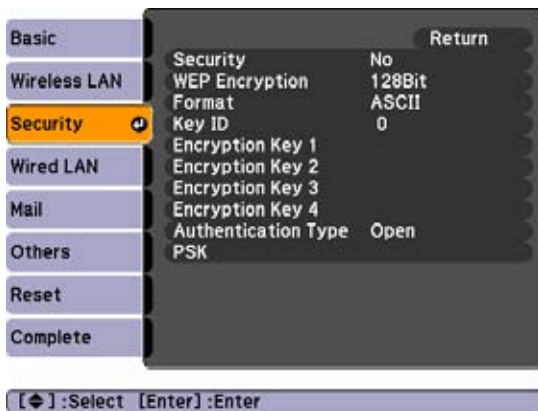 Basic
Wireless LAN
Security
Wired LAN
Mail
Others
Reset
Complete
Return
Security No
WEP Encryption 128Bit
Format ASCII
Key ID 0
Encryption Key 1
Encryption Key 2
Encryption Key 3
Encryption Key 4
Authentication Type Open
PSK
[◆]:Select [Enter]:Enter